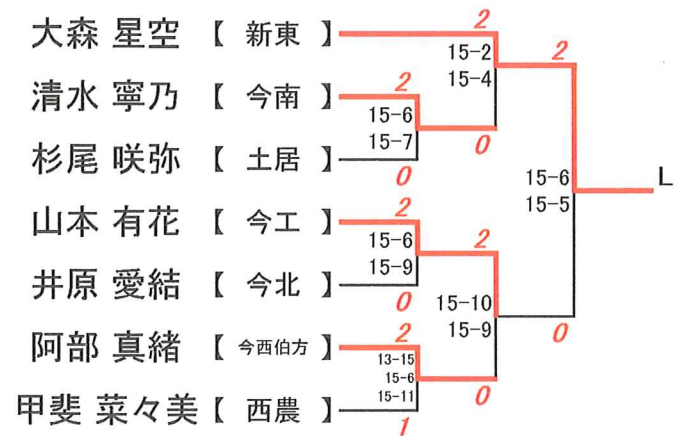 大森 星空 【 新東 】 2
15-2 2
15-4
清水 寧乃 【 今南 】 2
15-6
15-7 0
杉尾 咲弥 【 土居 】 0
15-6 L
15-5
山本 有花 【 今工 】 2
15-6 2
15-9
井原 愛結 【 今北 】 0
15-10
15-9 0
阿部 真緒 【 今西伯方 】 2
13-15
15-6
15-11 0
甲斐 菜々美 【 西農 】 1